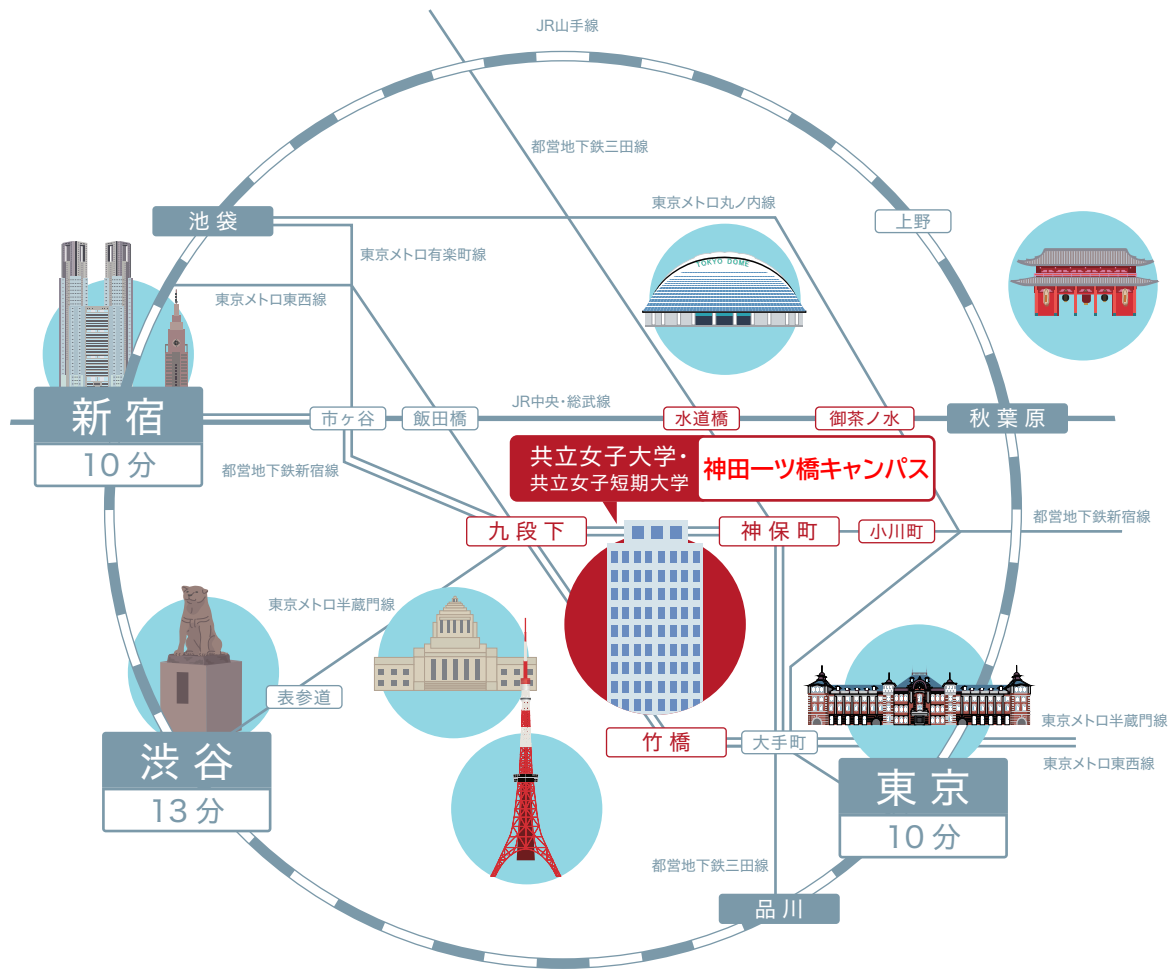 JR山手線
都営地下鉄三田線
東京メトロ丸ノ内線
池袋
上野
東京メトロ有楽町線
TOKYO DOME
東京メトロ東西線
新宿
10分
JR中央・総武線
市ヶ谷
飯田橋
水道橋
御茶ノ水
秋葉原
共立女子大学・
共立女子短期大学
神田一ツ橋キャンパス
都営地下鉄新宿線
九段下
神保町
小川町
都営地下鉄新宿線
東京メトロ半蔵門線
表参道
渋谷
13分
竹橋
大手町
東京メトロ半蔵門線
東京メトロ東西線
東京
10分
都営地下鉄三田線
品川